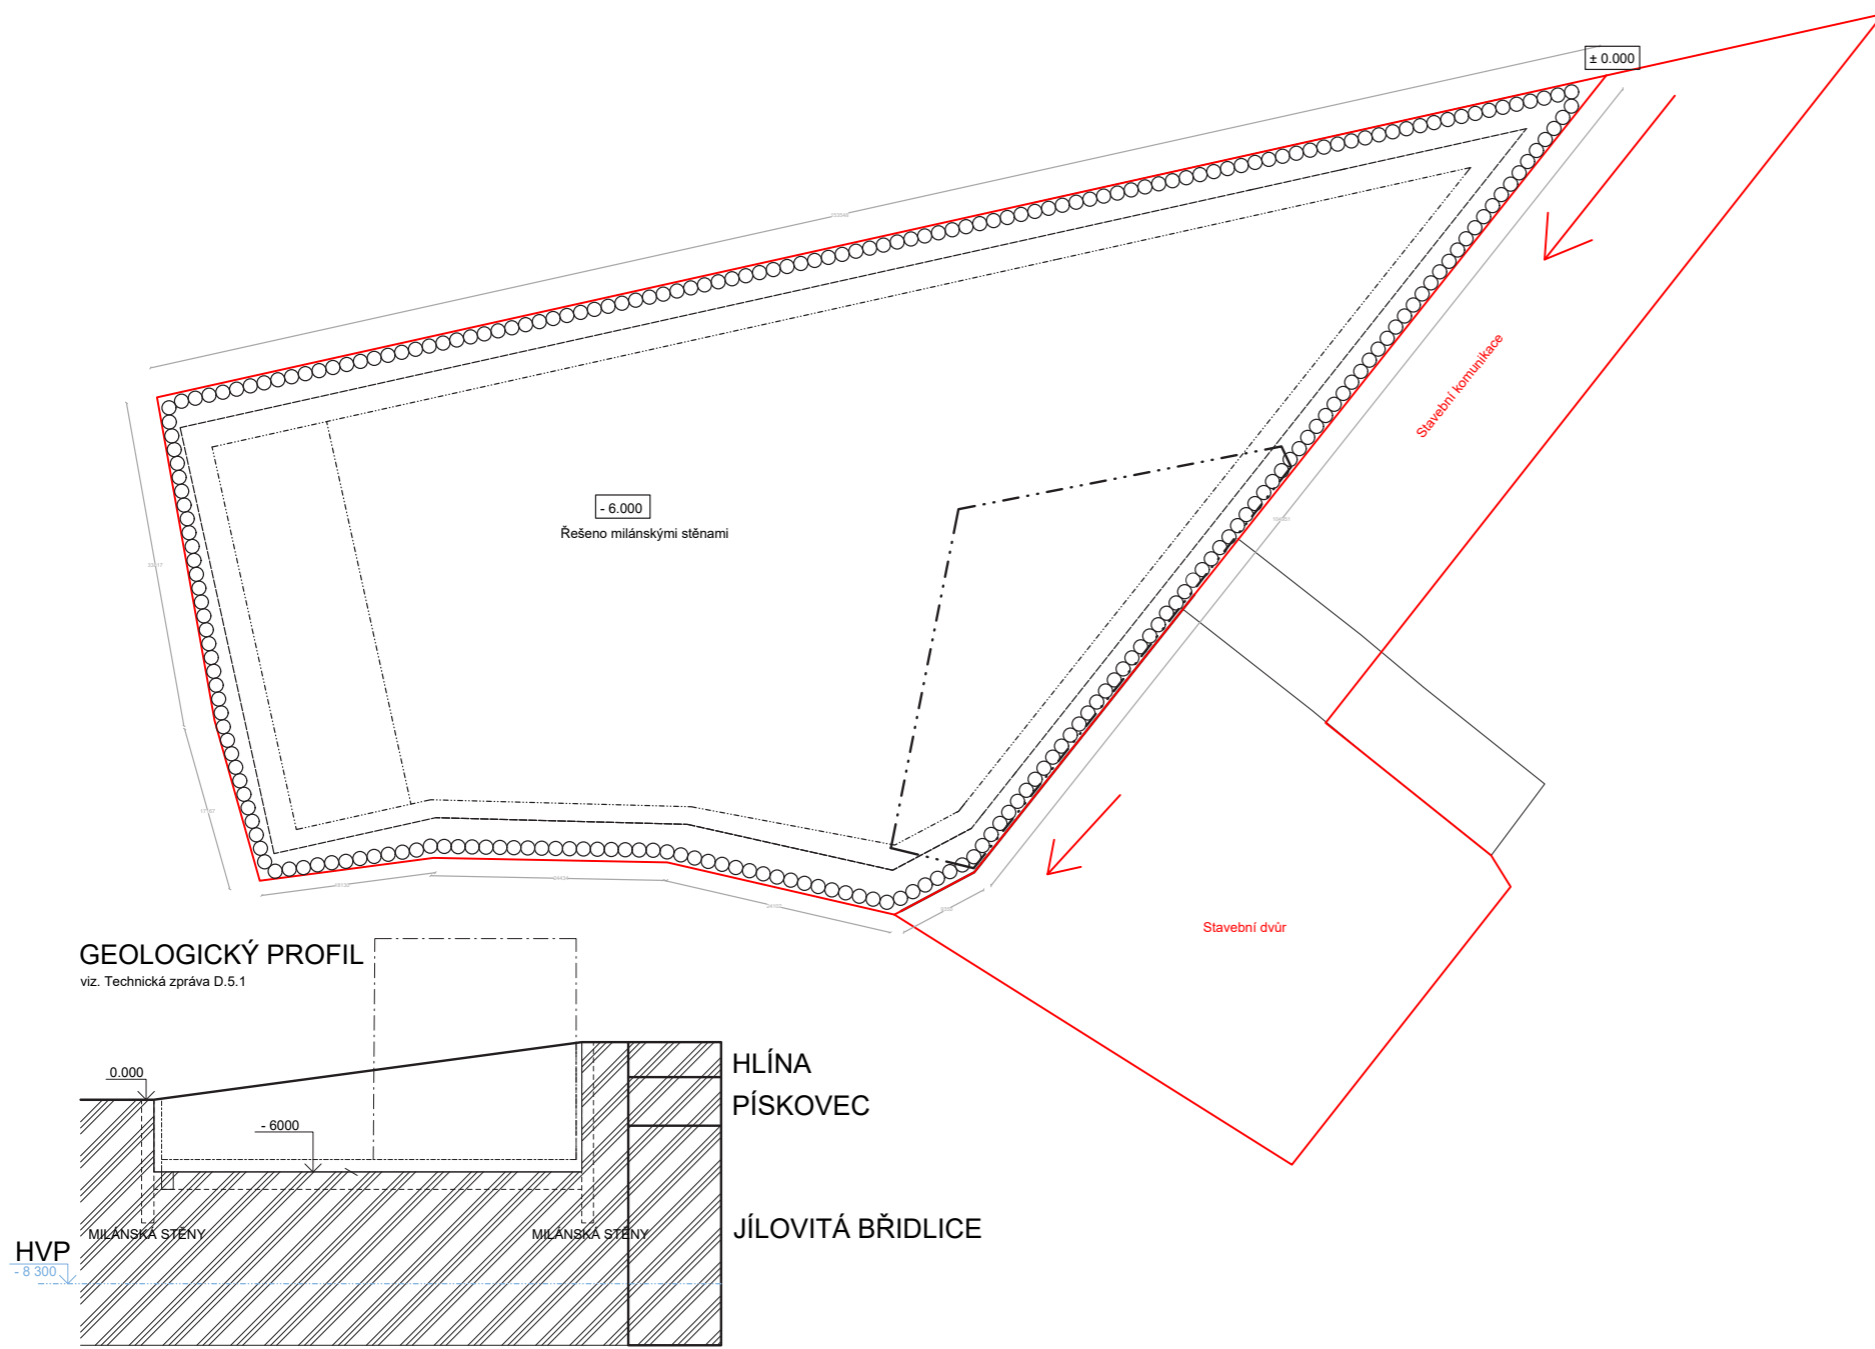 ± 0.000
- 6.000
Řešeno milánskými stěnami
Stavební komunikace
Stavební dvůr
GEOLOGICKÝ PROFIL
viz. Technická zpráva D.5.1
0.000
- 6000
HLÍNA
PÍSKOVEC
JÍLOVITÁ BŘIDLICE
MILÁNSKÁ STĚNY
MILÁNSKÁ STĚNY
HVP
- 8 300